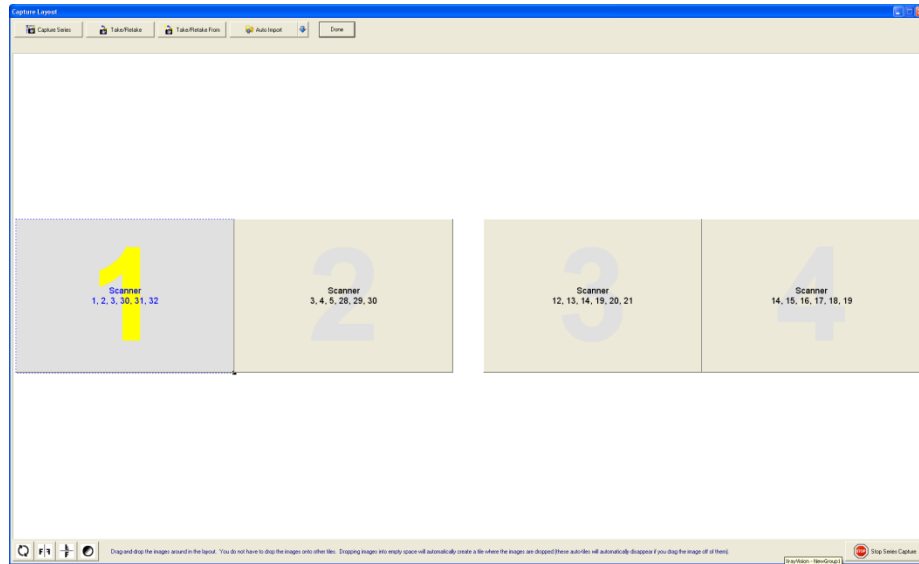 Capture Layout
Capture Series
Take/Retake
Take/Retake From
Auto Import
Done
1
Scanner
1, 2, 3, 30, 31, 32
2
Scanner
3, 4, 5, 28, 29, 30
3
Scanner
12, 13, 14, 19, 20, 21
4
Scanner
14, 15, 16, 17, 18, 19
Drag and drop the images around in the layout. You do not have to drop the images onto other tiles. Dropping images into empty space will automatically create a tile where the images are dropped (these auto-tiles will automatically disappear if you drag the image off of them).
STOP
Stop Series Capture
XrayVision - NewGroup1